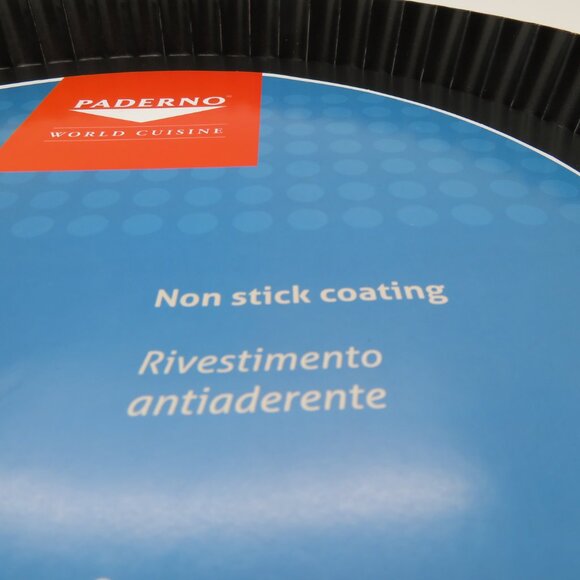 PADERNO
WORLD CUISINE
Non stick coating
Rivestimento
antiaderente